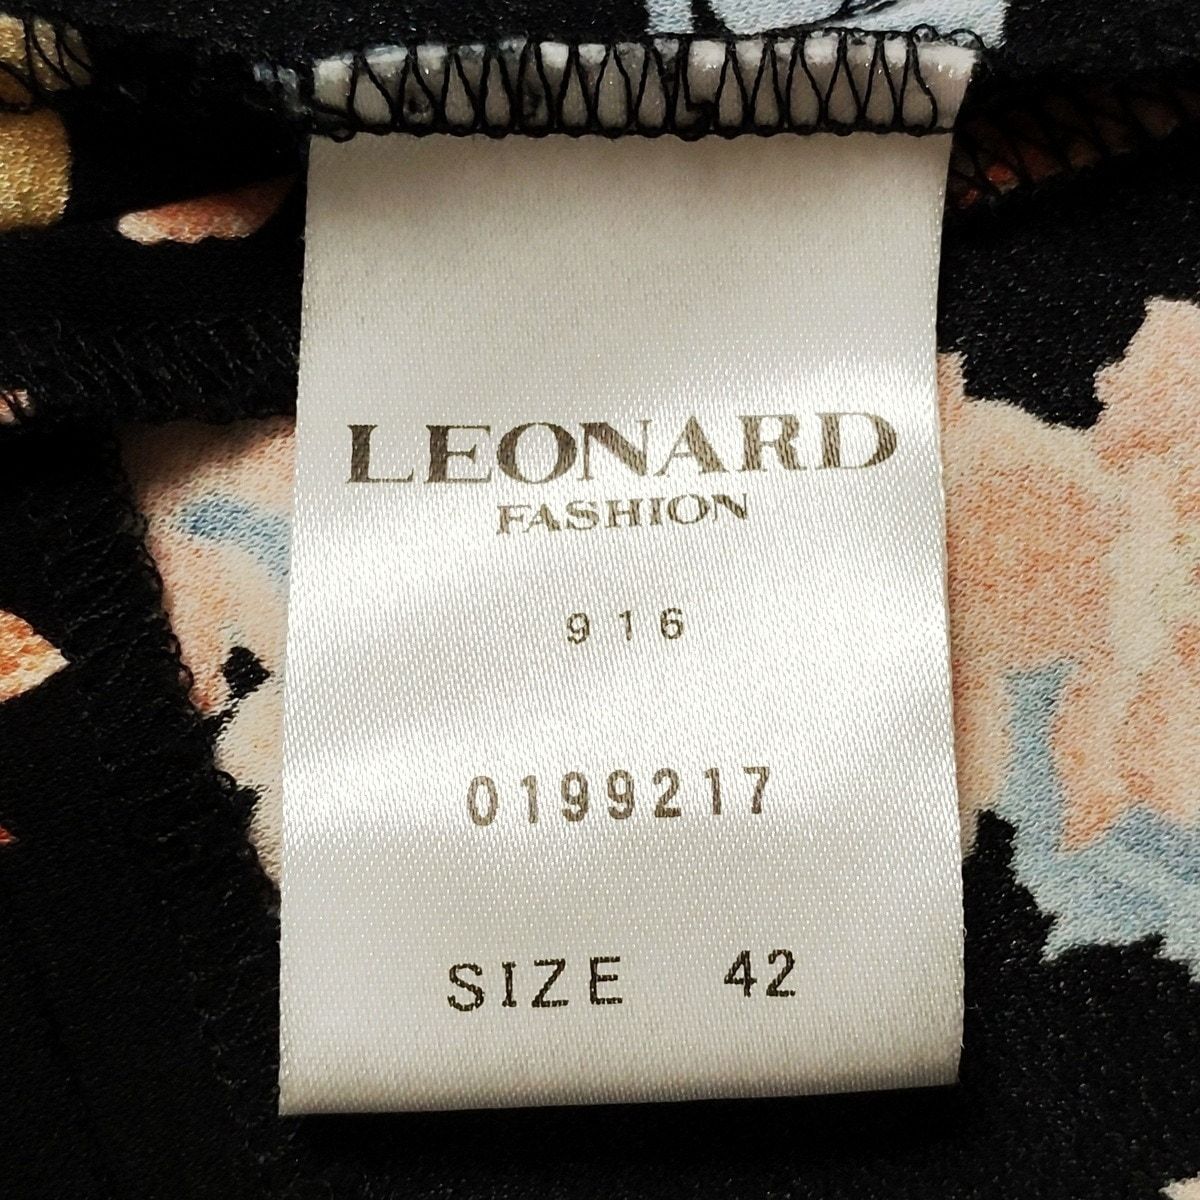 LEONARD
FASHION
916
0199217
SIZE 42